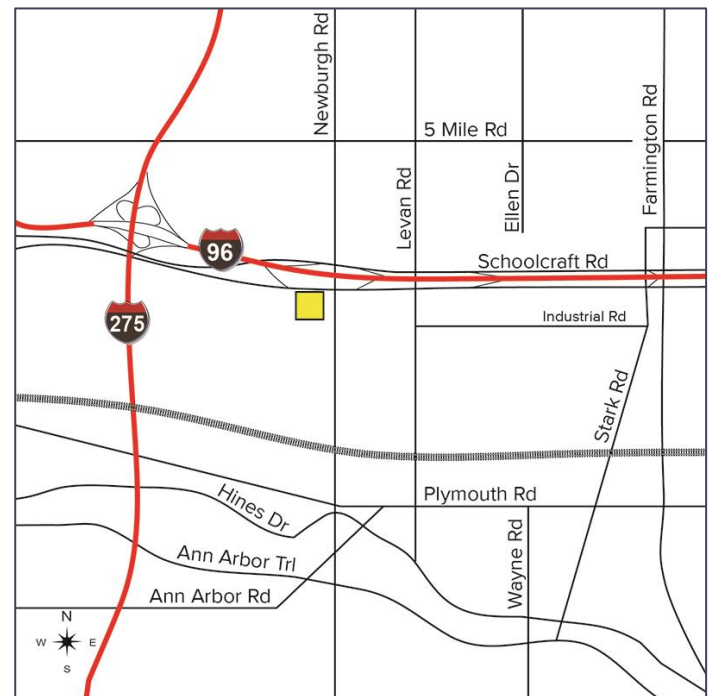 Newburgh Rd
5 Mile Rd
Levan Rd
Ellen Dr
Farmington Rd
96
Schoolcraft Rd
275
Industrial Rd
Stark Rd
Hines Dr
Plymouth Rd
Ann Arbor Trl
Wayne Rd
Ann Arbor Rd
N
W E
S